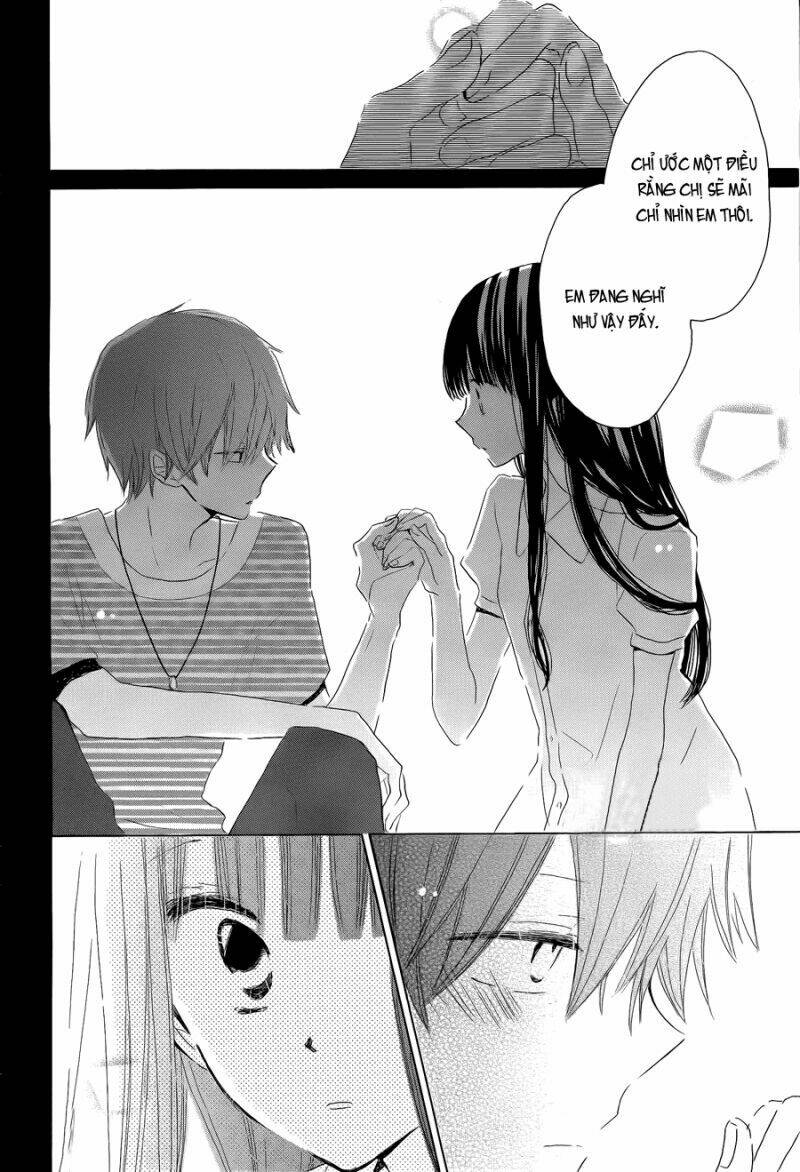 CHỈ ƯỚC MỘT ĐIỀU
RẰNG CHỊ SẼ MÃI
CHỈ NHÌN EM THÔI.
EM ĐANG NGHĨ
NHƯ VẬY ĐẤY.